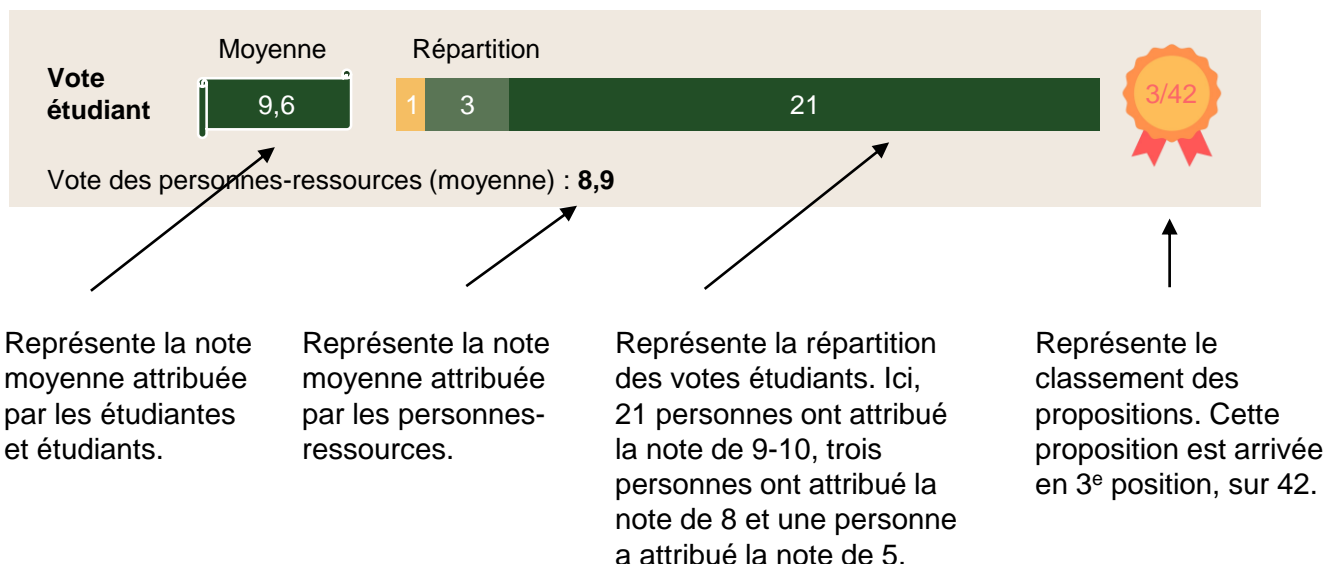 Moyenne
Répartition
Vote
étudiant
9,6
1
3
21
3/42
Vote des personnes-ressources (moyenne) : 8,9
Représente la note
moyenne attribuée
par les étudiantes
et étudiants.
Représente la note
moyenne attribuée
par les personnes-
ressources.
Représente la répartition
des votes étudiants. Ici,
21 personnes ont attribué
la note de 9-10, trois
personnes ont attribué la
note de 8 et une personne
a attribué la note de 5.
Représente le
classement des
propositions. Cette
proposition est arrivée
en 3e position, sur 42.